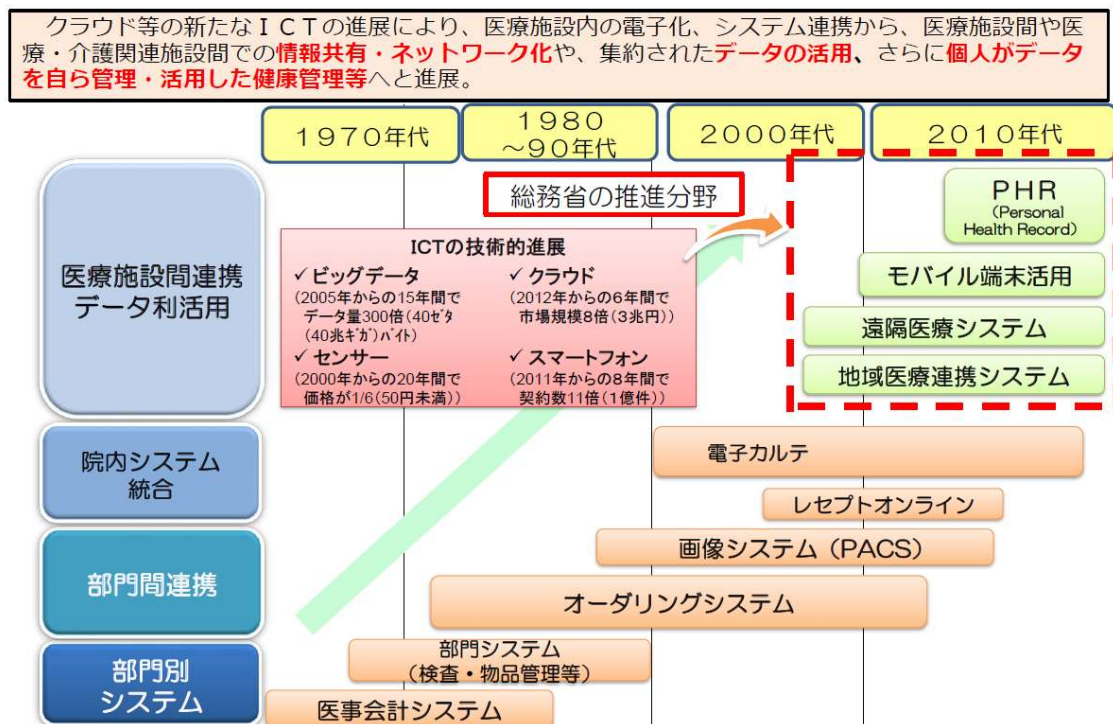 クラウド等の新たなＩＣＴの進展により、医療施設内の電子化、システム連携から、医療施設間や医
療・介護関連施設間での情報共有・ネットワーク化や、集約されたデータの活用、さらに個人がデータ
を自ら管理・活用した健康管理等へと進展。
１９７０年代
１９８０
～９０年代
２０００年代
２０１０年代
総務省の推進分野
医療施設間連携
データ利活用
ICTの技術的進展
✓ ビッグデータ
(2005年からの15年間で
データ量300倍(40ｾﾞﾀ
(40兆ｷﾞｶﾞ)ﾊﾞｲﾄ)
✓ クラウド
(2012年からの6年間で
市場規模8倍(3兆円))
✓ センサー
(2000年からの20年間で
価格が1/6(50円未満))
✓ スマートフォン
(2011年からの8年間で
契約数11倍(1億件))
PHR
(Personal
Health Record)
モバイル端末活用
遠隔医療システム
地域医療連携システム
院内システム
統合
電子カルテ
レセプトオンライン
部門間連携
画像システム（PACS）
オーダリングシステム
部門別
システム
部門システム
（検査・物品管理等）
医事会計システム